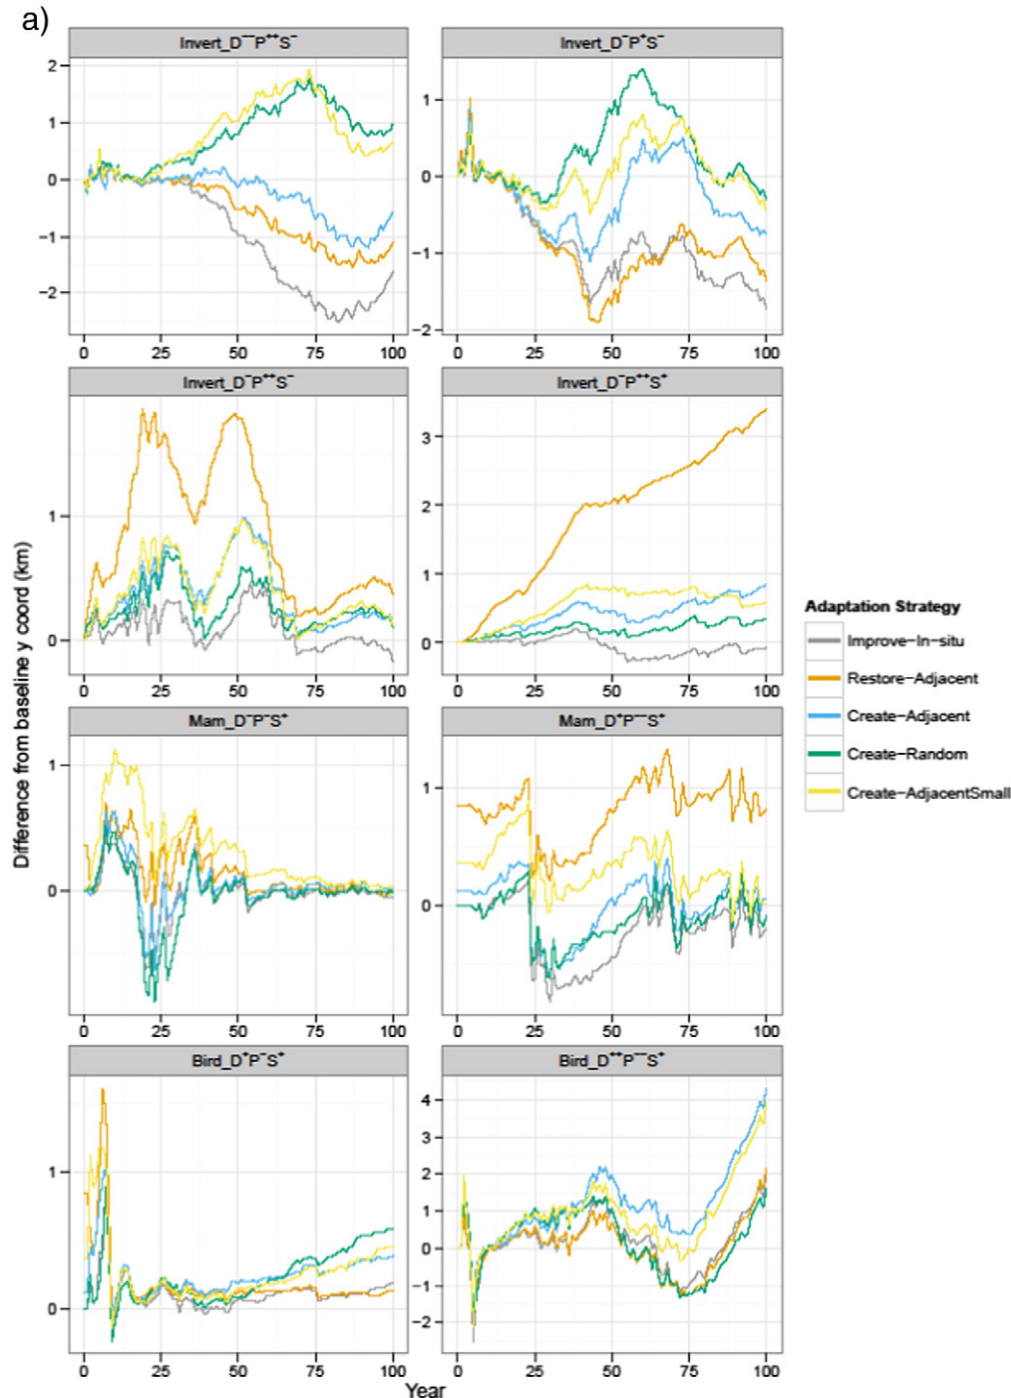 a)
Invert_D⁻⁻P⁺⁺S⁻ Invert_D⁻P⁺S⁻
2
1
0
−1
−2
1
0
−1
−2
0 25 50 75 100 0 25 50 75 100
Invert_D⁻P⁺⁺S⁻ Invert_D⁻P⁺⁺S⁺
1
0
3
2
1
0
0 25 50 75 100 0 25 50 75 100
Mam_D⁻P⁻S⁺ Mam_D⁺P⁻⁻S⁺
1
0
1
0
0 25 50 75 100 0 25 50 75 100
Bird_D⁺P⁻S⁺ Bird_D⁺⁺P⁻⁻S⁺
1
0
4
3
2
1
0
−1
−2
0 25 50 75 100 0 25 50 75 100
Difference from baseline y coord (km)
Year
Adaptation Strategy
Improve−In−situ
Restore−Adjacent
Create−Adjacent
Create−Random
Create−AdjacentSmall